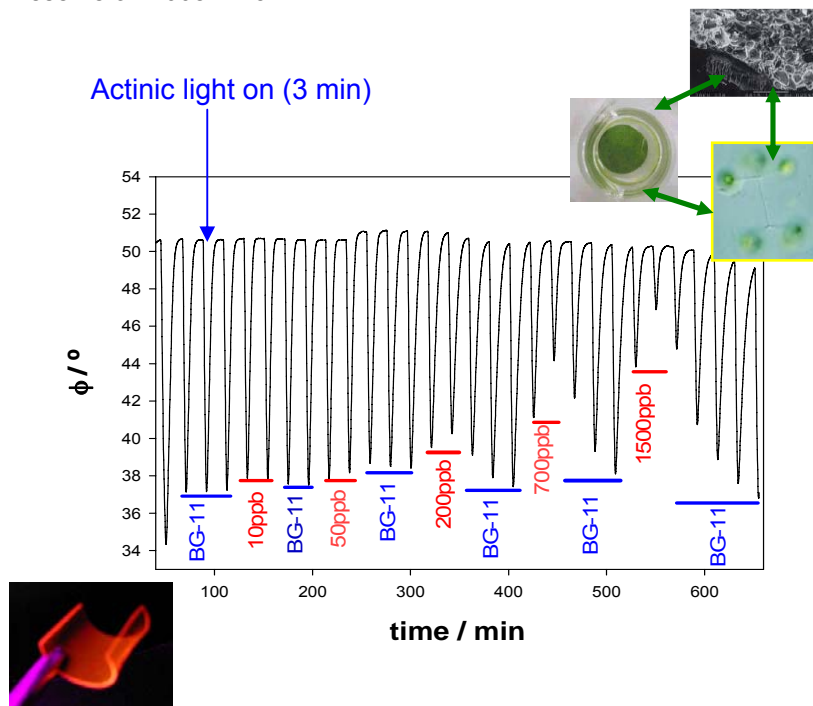 Actinic light on (3 min)
54
52
50
48
46
44
42
40
38
36
34
ϕ / º
BG-11
10ppb
BG-11
50ppb
BG-11
200ppb
BG-11
700ppb
BG-11
1500ppb
BG-11
100
200
300
400
500
600
time / min